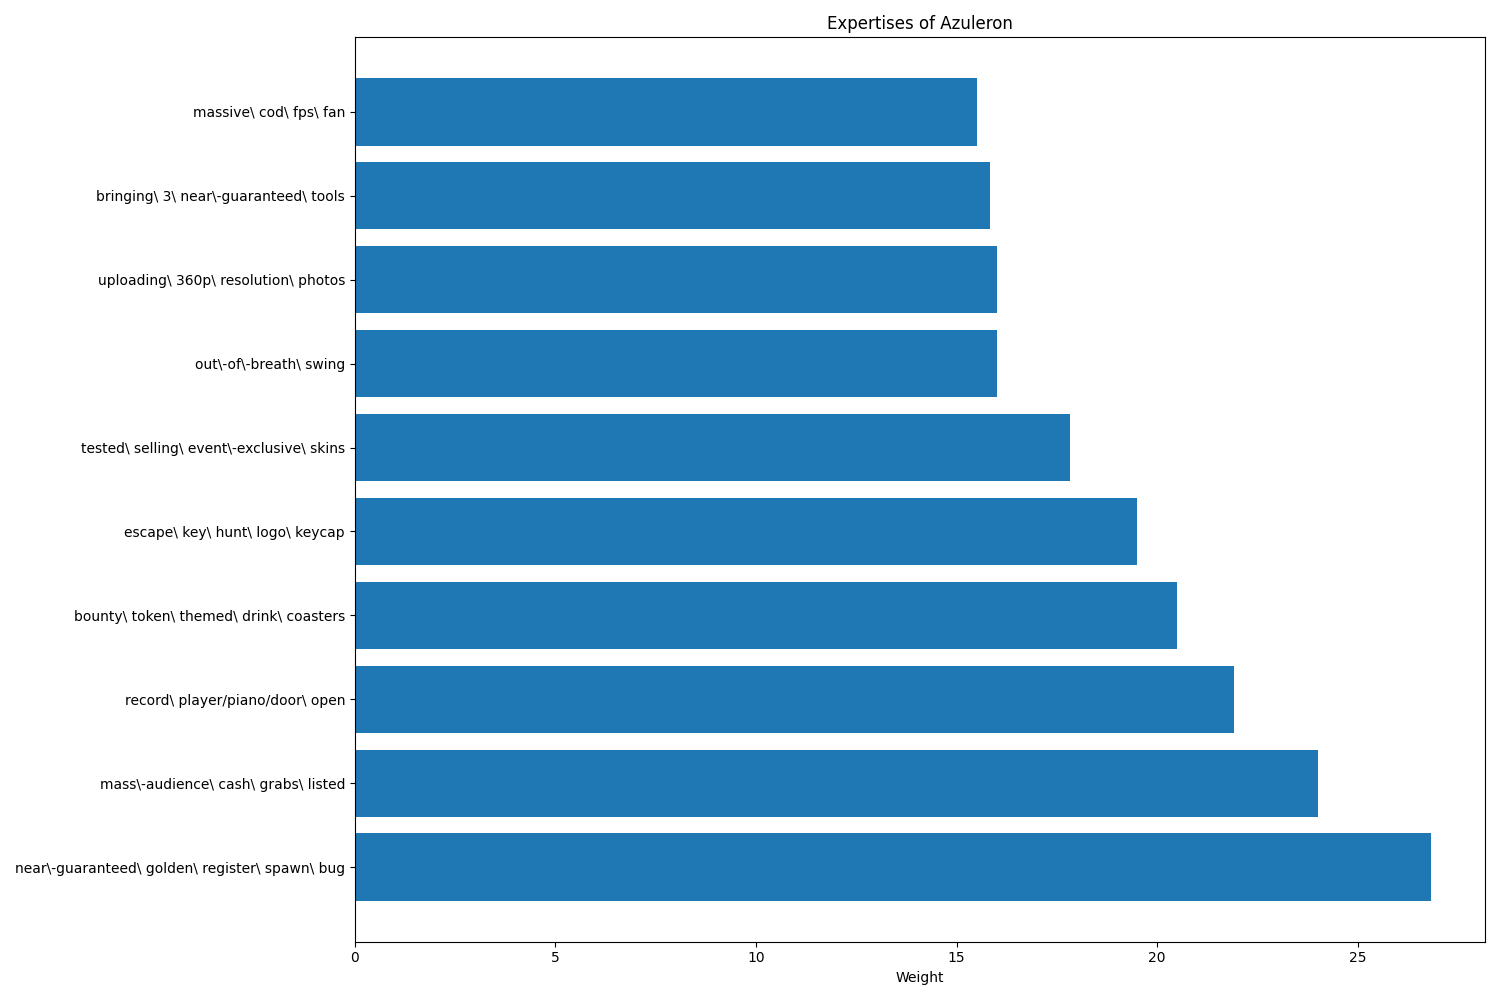 Expertises of Azuleron
massive\ cod\ fps\ fan
bringing\ 3\ near\-guaranteed\ tools
uploading\ 360p\ resolution\ photos
out\-of\-breath\ swing
tested\ selling\ event\-exclusive\ skins
escape\ key\ hunt\ logo\ keycap
bounty\ token\ themed\ drink\ coasters
record\ player/piano/door\ open
mass\-audience\ cash\ grabs\ listed
near\-guaranteed\ golden\ register\ spawn\ bug
0 5 10 15 20 25
Weight